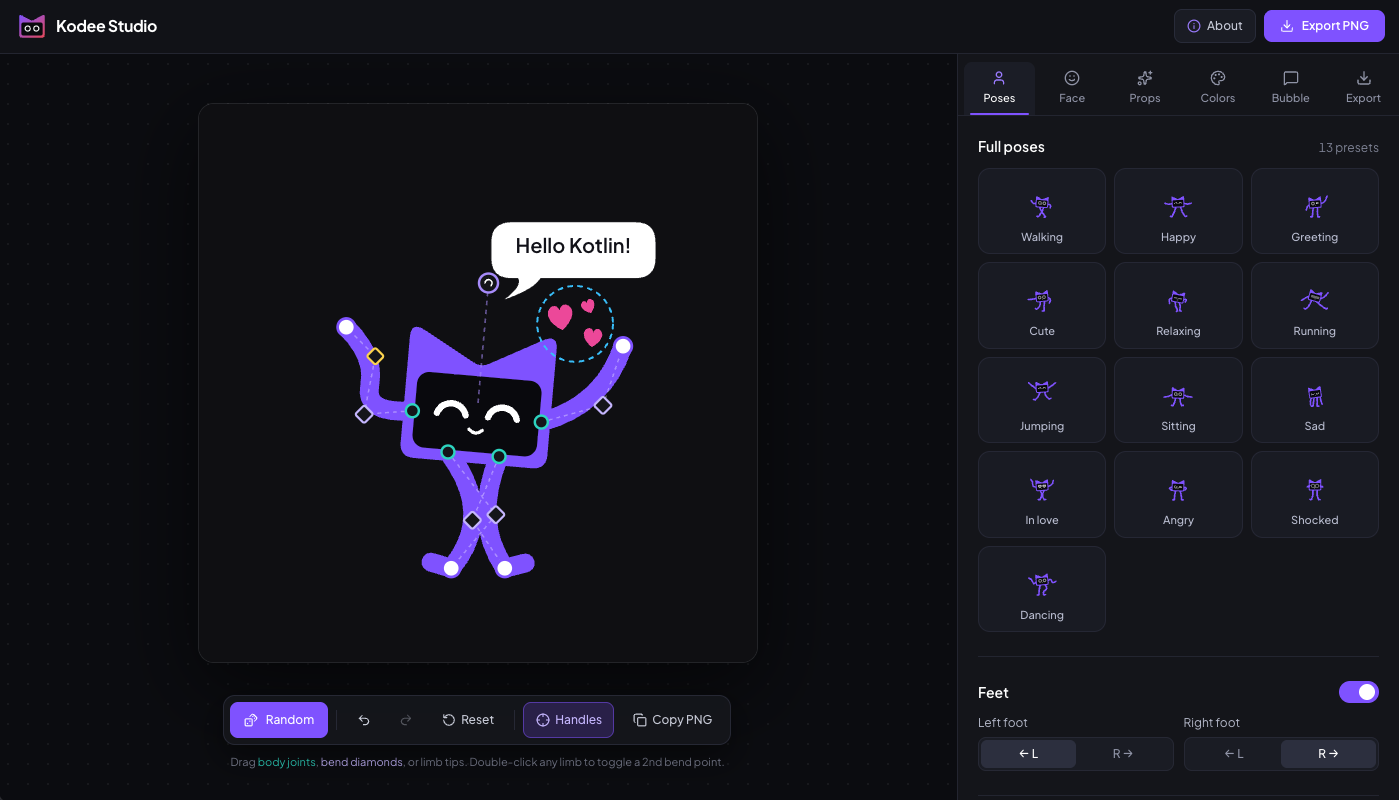 Kodee Studio
About
Export PNG
Poses
Face
Props
Colors
Bubble
Export
Hello Kotlin!
Full poses
13 presets
Walking
Happy
Greeting
Cute
Relaxing
Running
Jumping
Sitting
Sad
In love
Angry
Shocked
Dancing
Feet
Left foot
Right foot
← L
R →
← L
R →
Random
Reset
Handles
Copy PNG
Drag body joints, bend diamonds, or limb tips. Double-click any limb to toggle a 2nd bend point.